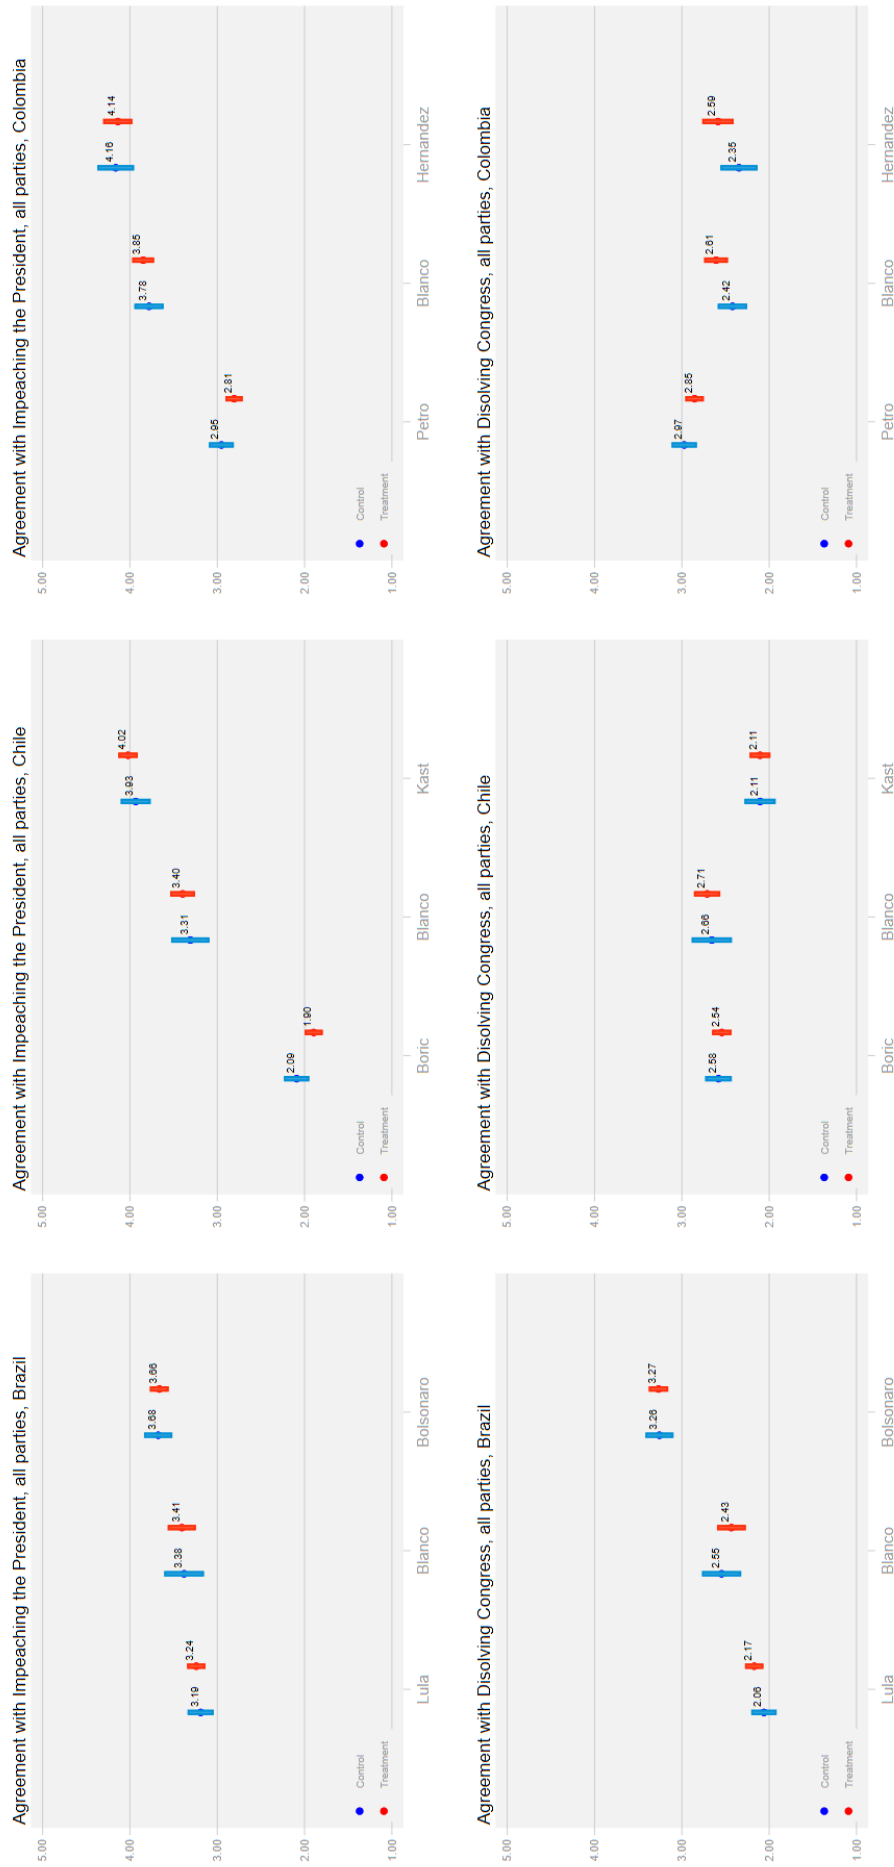 Agreement with Impeaching the President, all parties, Brazil
5.00
4.00
3.00
2.00
1.00
3.19
3.24
3.38
3.41
3.68
3.66
Control
Treatment
Lula
Blanco
Bolsonaro
Agreement with Impeaching the President, all parties, Chile
5.00
4.00
3.00
2.00
1.00
2.09
1.90
3.31
3.40
3.93
4.02
Control
Treatment
Boric
Blanco
Kast
Agreement with Impeaching the President, all parties, Colombia
5.00
4.00
3.00
2.00
1.00
2.95
2.81
3.78
3.85
4.16
4.14
Control
Treatment
Petro
Blanco
Hernandez
Agreement with Disolving Congress, all parties, Brazil
5.00
4.00
3.00
2.00
1.00
2.06
2.17
2.55
2.43
3.26
3.27
Control
Treatment
Lula
Blanco
Bolsonaro
Agreement with Disolving Congress, all parties, Chile
5.00
4.00
3.00
2.00
1.00
2.58
2.54
2.66
2.71
2.11
2.11
Control
Treatment
Boric
Blanco
Kast
Agreement with Disolving Congress, all parties, Colombia
5.00
4.00
3.00
2.00
1.00
2.97
2.85
2.42
2.61
2.35
2.59
Control
Treatment
Petro
Blanco
Hernandez